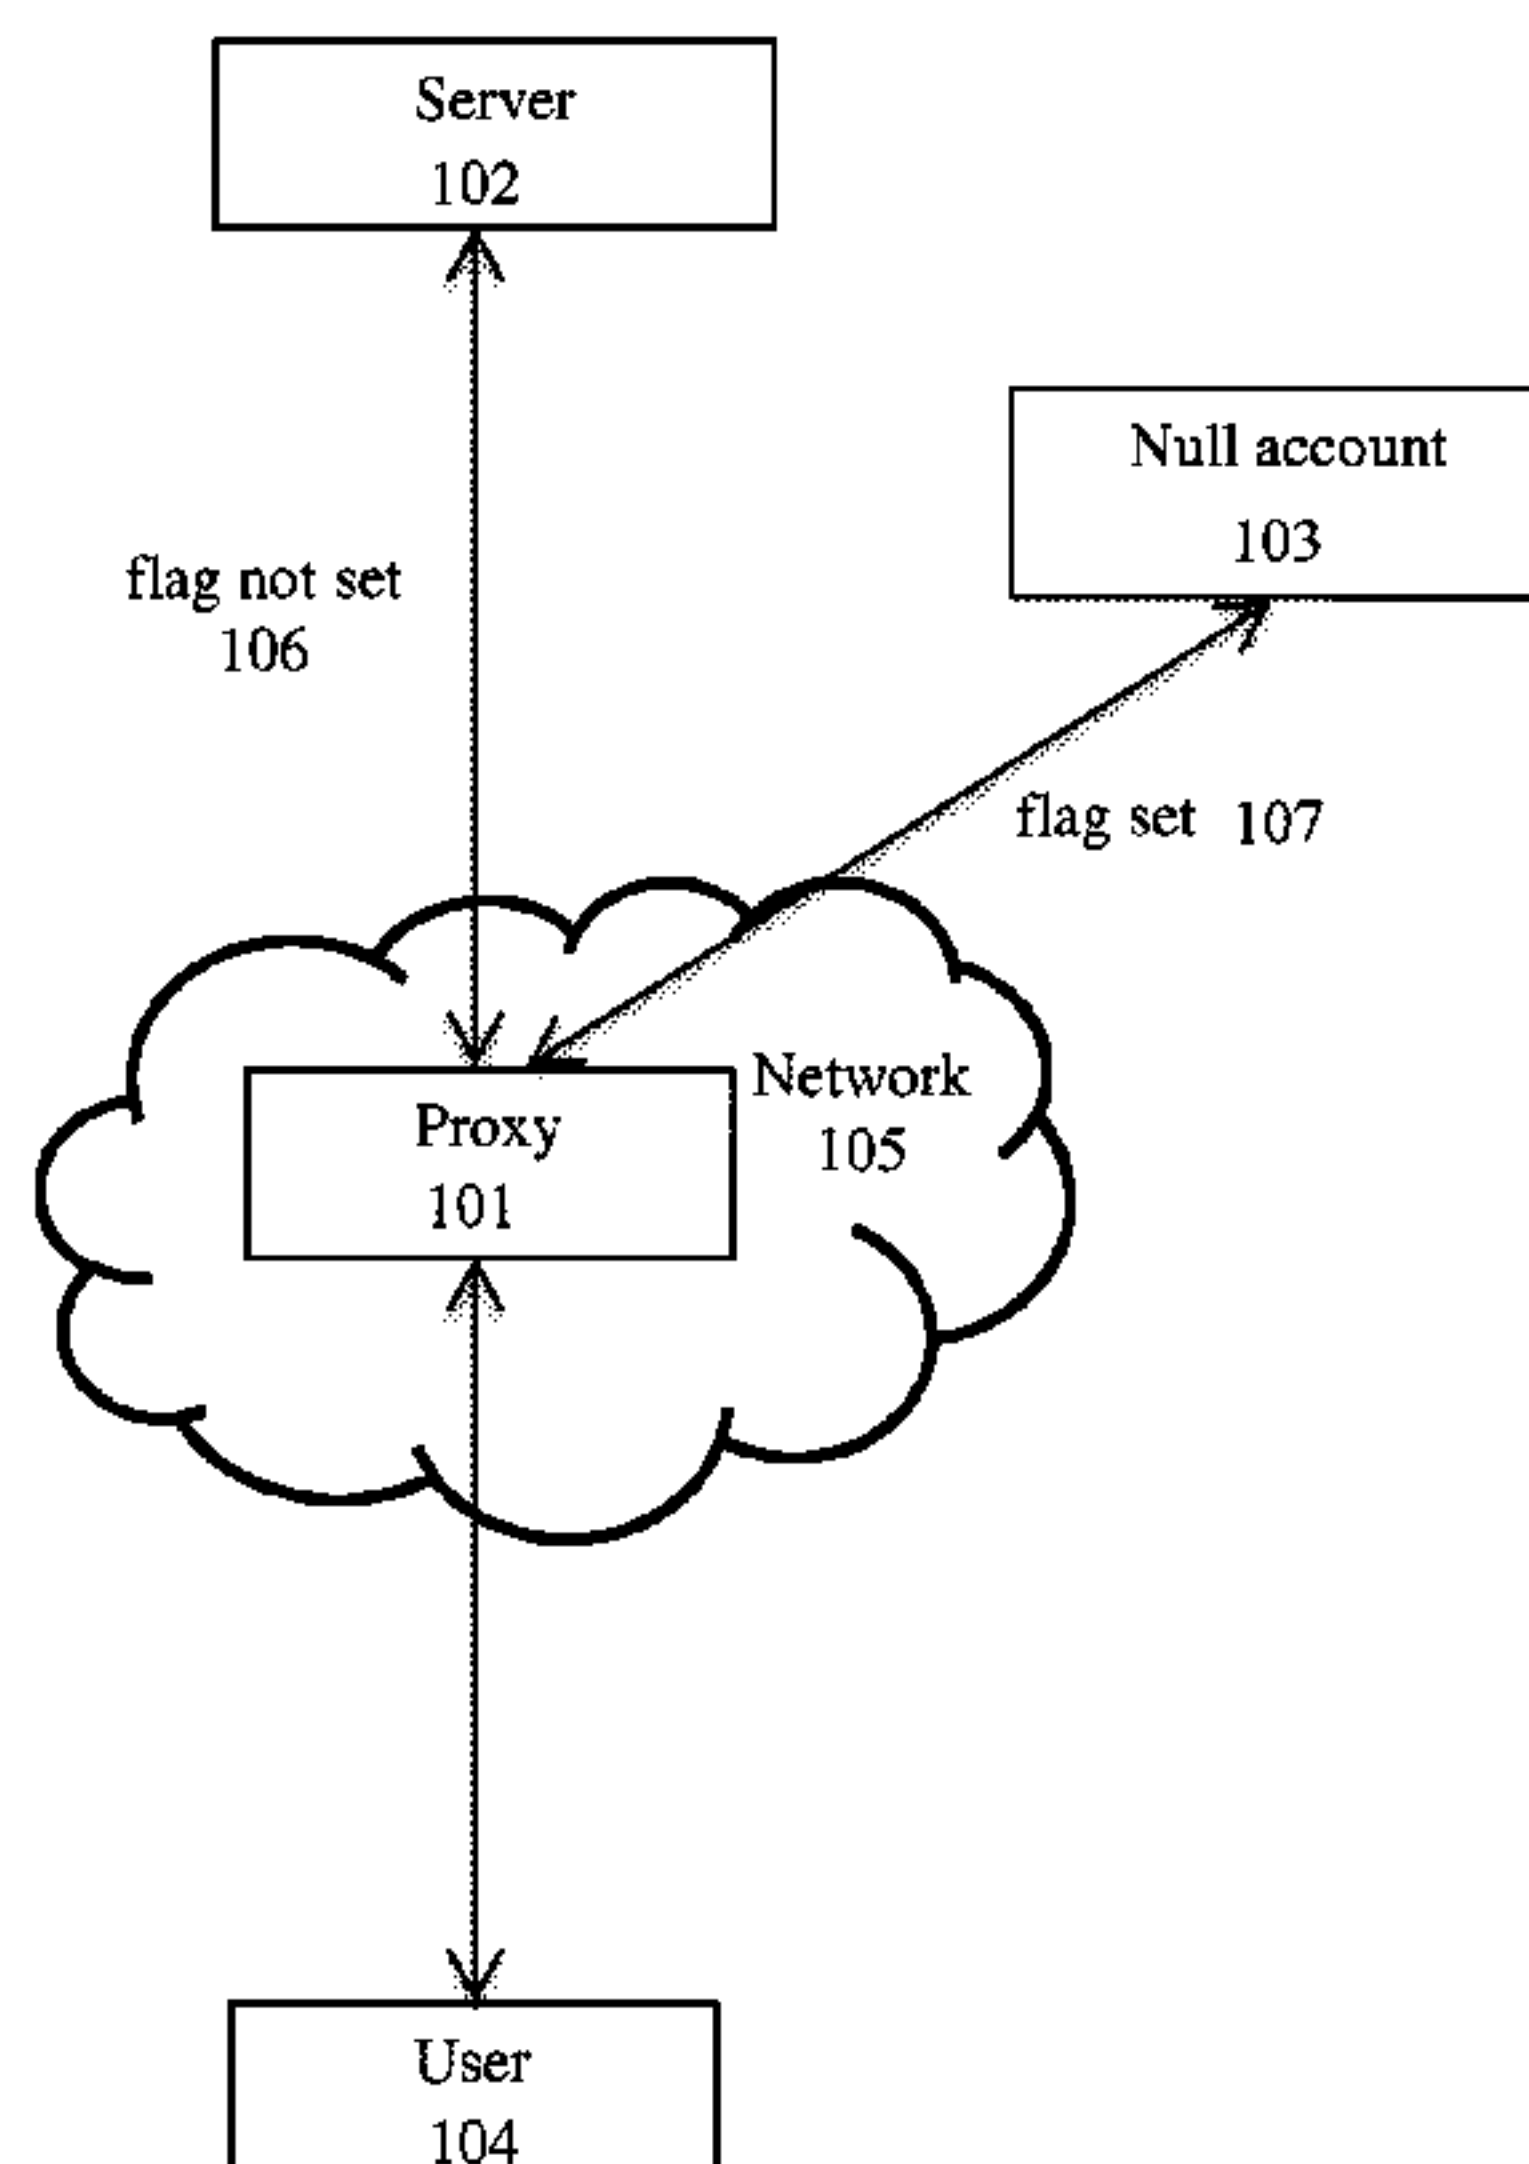 Server
102
Null account
103
flag not set
106
flag set 107
Network
105
Proxy
101
User
104